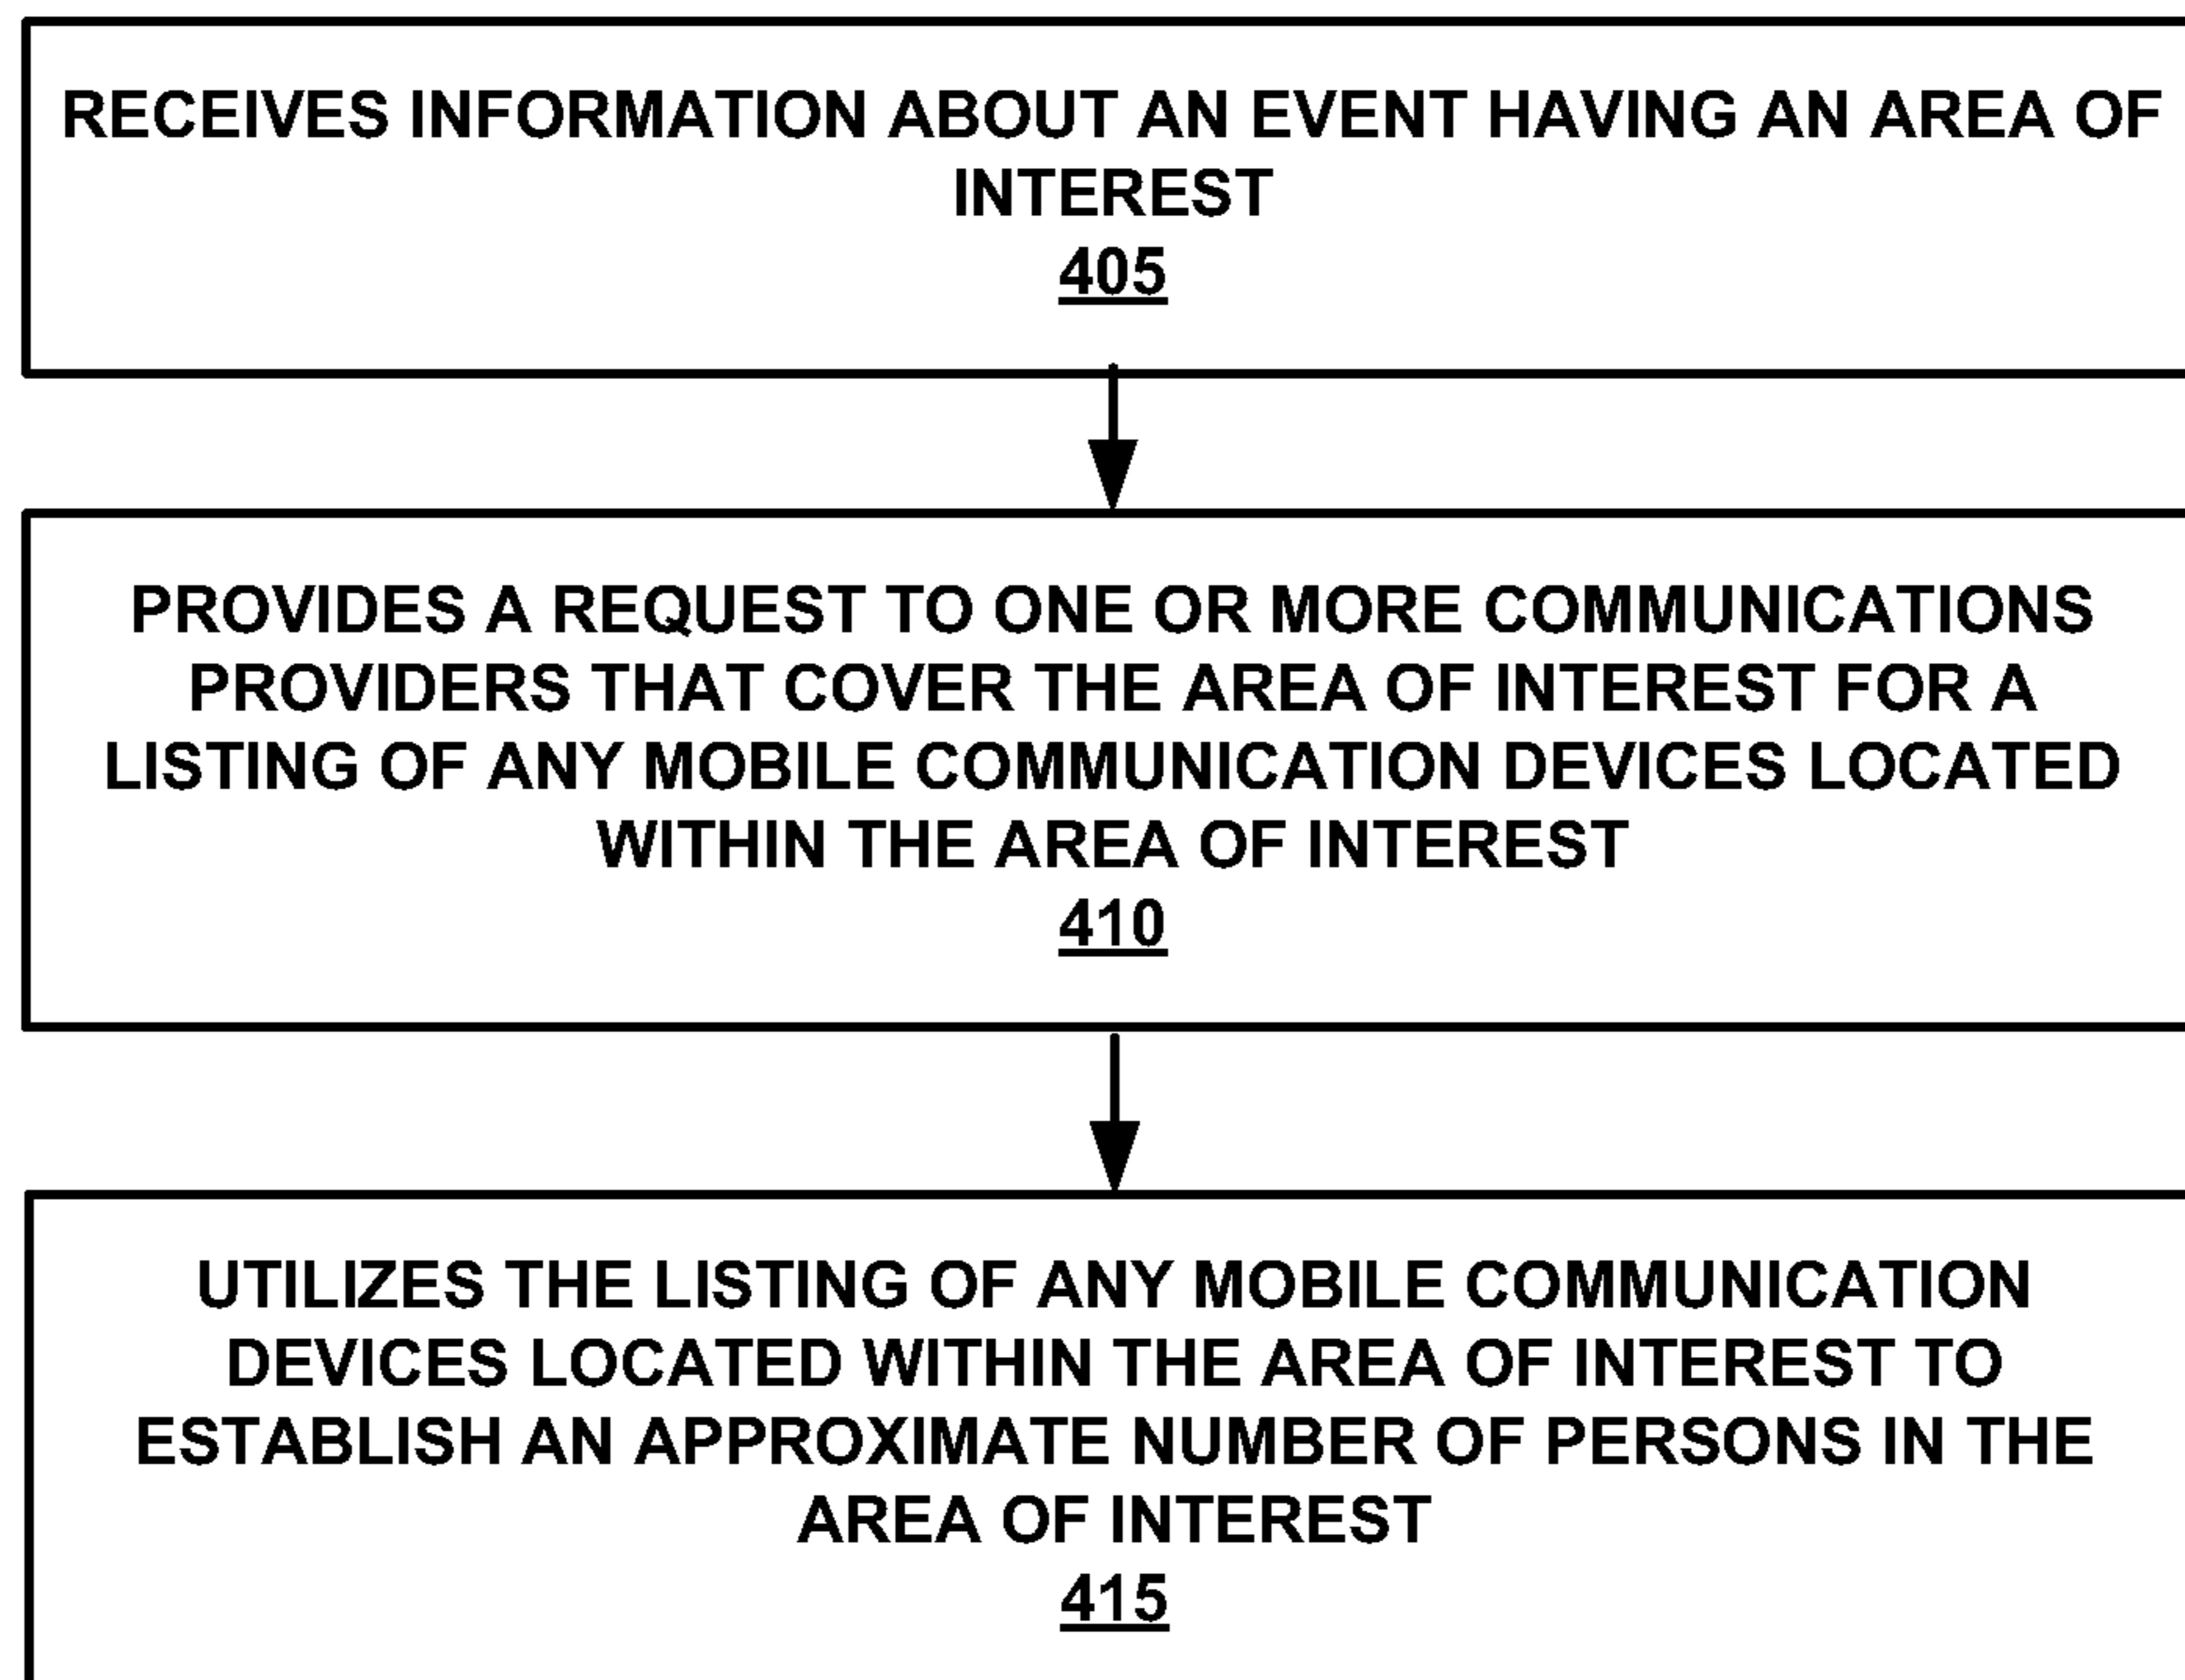 RECEIVES INFORMATION ABOUT AN EVENT HAVING AN AREA OF
INTEREST
405
PROVIDES A REQUEST TO ONE OR MORE COMMUNICATIONS
PROVIDERS THAT COVER THE AREA OF INTEREST FOR A
LISTING OF ANY MOBILE COMMUNICATION DEVICES LOCATED
WITHIN THE AREA OF INTEREST
410
UTILIZES THE LISTING OF ANY MOBILE COMMUNICATION
DEVICES LOCATED WITHIN THE AREA OF INTEREST TO
ESTABLISH AN APPROXIMATE NUMBER OF PERSONS IN THE
AREA OF INTEREST
415